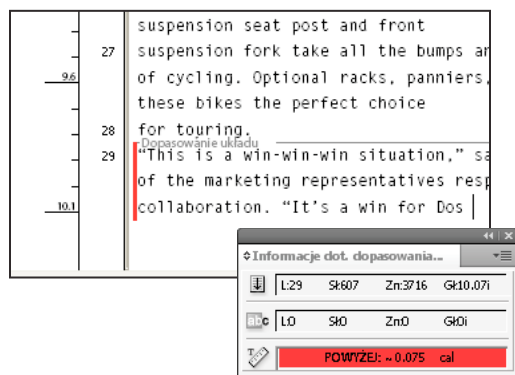 suspension seat post and front
27 suspension fork take all the bumps an
9.6 of cycling. Optional racks, panniers,
these bikes the perfect choice
28 for touring.
Dopasowanie układu
29 “This is a win-win-win situation,” sa
of the marketing representatives resp
10.1 collaboration. “It’s a win for Dos
Informacje dot. dopasowania...
L:29 Sł:607 Zn:3716 Gł:10.07i
L:0 Sł:0 Zn:0 Gł:0i
POWYŻEJ: ~ 0.075 cal